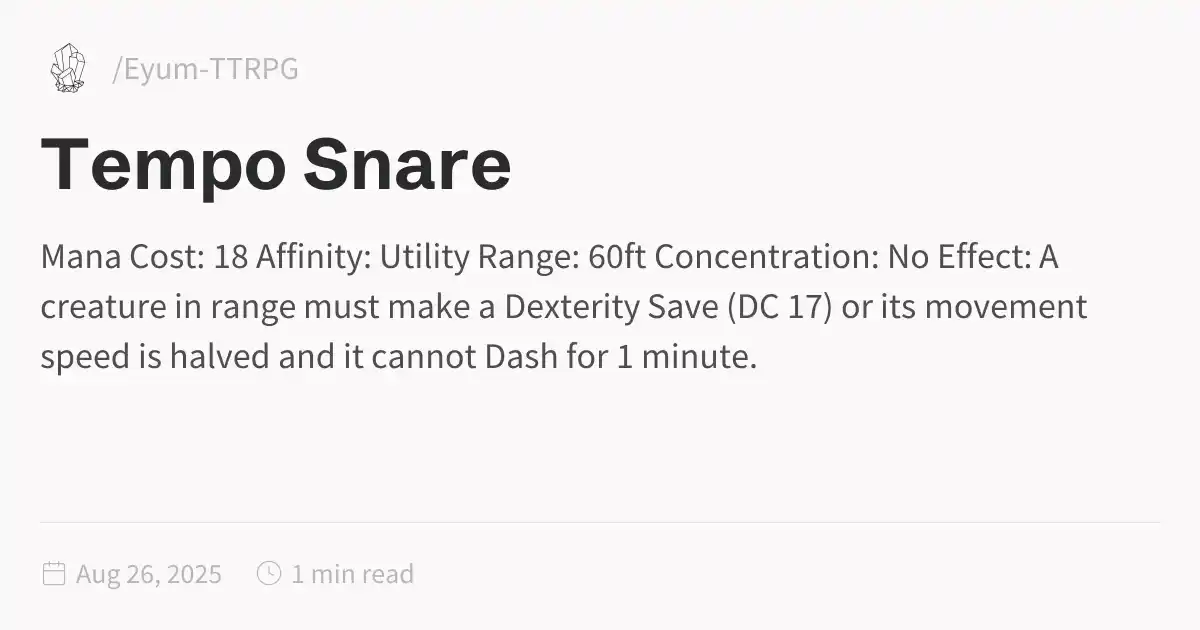 /Eyum-TTRPG
Tempo Snare
Mana Cost: 18 Affinity: Utility Range: 60ft Concentration: No Effect: A
creature in range must make a Dexterity Save (DC 17) or its movement
speed is halved and it cannot Dash for 1 minute.
Aug 26, 2025 1 min read